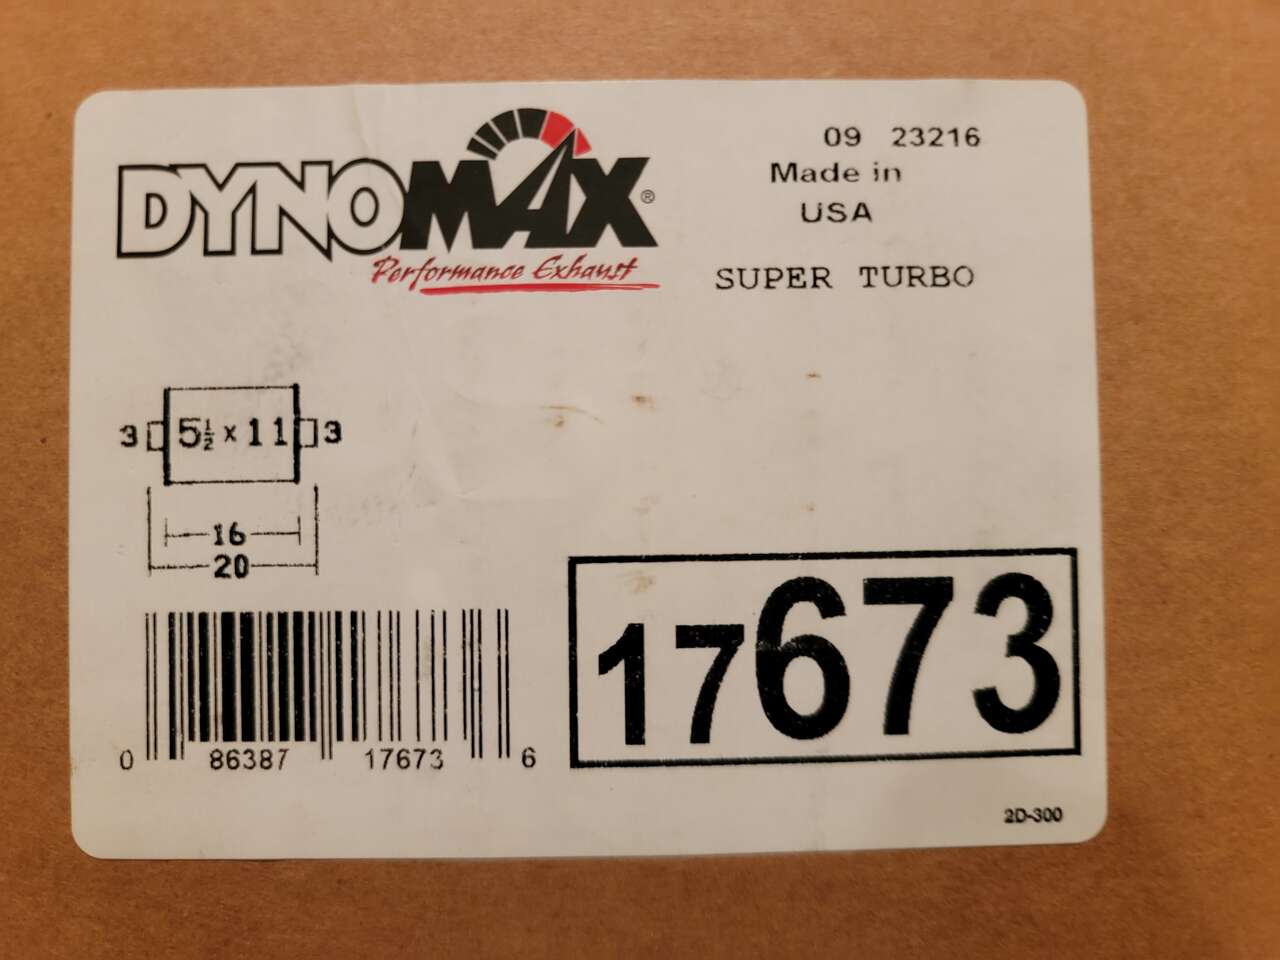 DYNOMAX®
Performance Exhaust
09 23216
Made in
USA
SUPER TURBO
3 5½ x 11 3
16
20
0 86387 17673 6
17673
2D-300